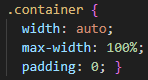 .container {
  width: auto;
  max-width: 100%;
  padding: 0; }